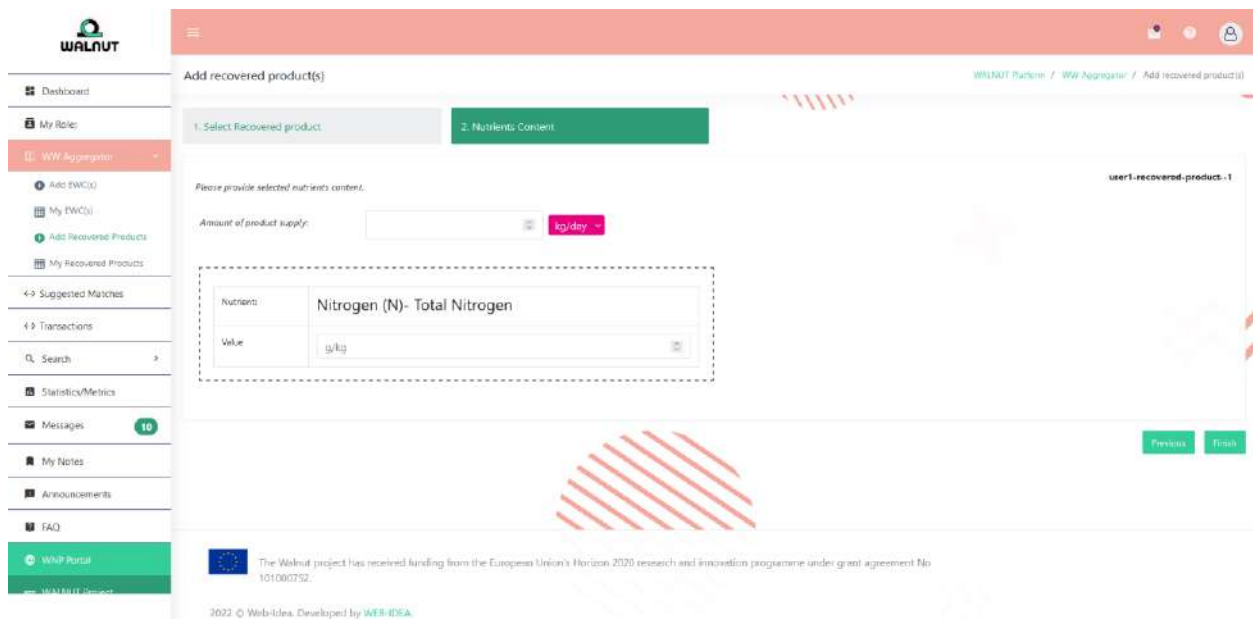 WALNUT
Dashboard
My Role:
WW Aggregator
Add EWC(s)
My EWC(s)
Add Recovered Products
My Recovered Products
Suggested Matches
Transactions
Search
Statistics/Metrics
Messages 10
My Notes
Announcements
FAQ
WNP Portal
WALNUT Project
Add recovered product(s)
WALNUT Platform / WW Aggregator / Add recovered product(s)
1. Select Recovered product
2. Nutrients Content
user1-recovered-product--1
Please provide selected nutrients content.
Amount of product supply:
kg/day
Nutrient:
Nitrogen (N)- Total Nitrogen
Value
g/kg
Previous
Finish
The Walnut project has received funding from the European Union's Horizon 2020 research and innovation programme under grant agreement No
101000752.
2022 © Web-Idea. Developed by WEB-IDEA.